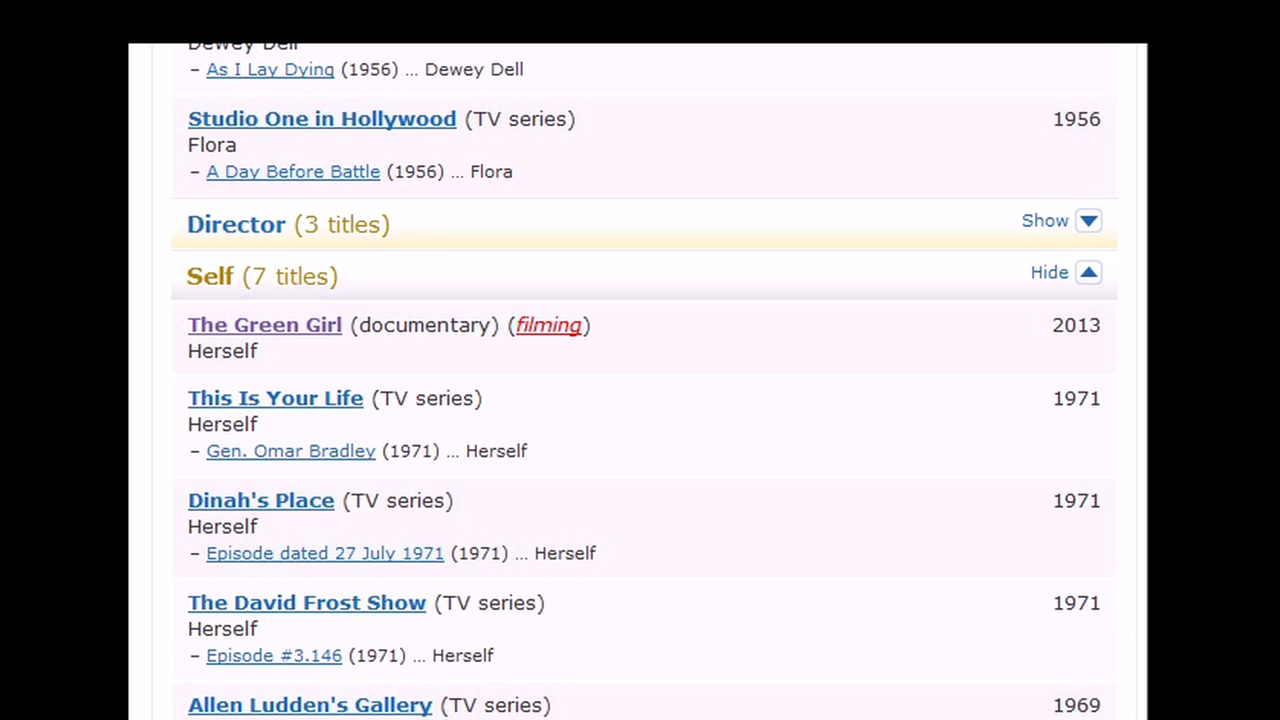 Dewey Dell
– As I Lay Dying (1956) ... Dewey Dell
Studio One in Hollywood (TV series) 1956
Flora
– A Day Before Battle (1956) ... Flora
Director (3 titles) Show
Self (7 titles) Hide
The Green Girl (documentary) (filming) 2013
Herself
This Is Your Life (TV series) 1971
Herself
– Gen. Omar Bradley (1971) ... Herself
Dinah's Place (TV series) 1971
Herself
– Episode dated 27 July 1971 (1971) ... Herself
The David Frost Show (TV series) 1971
Herself
– Episode #3.146 (1971) ... Herself
Allen Ludden's Gallery (TV series) 1969